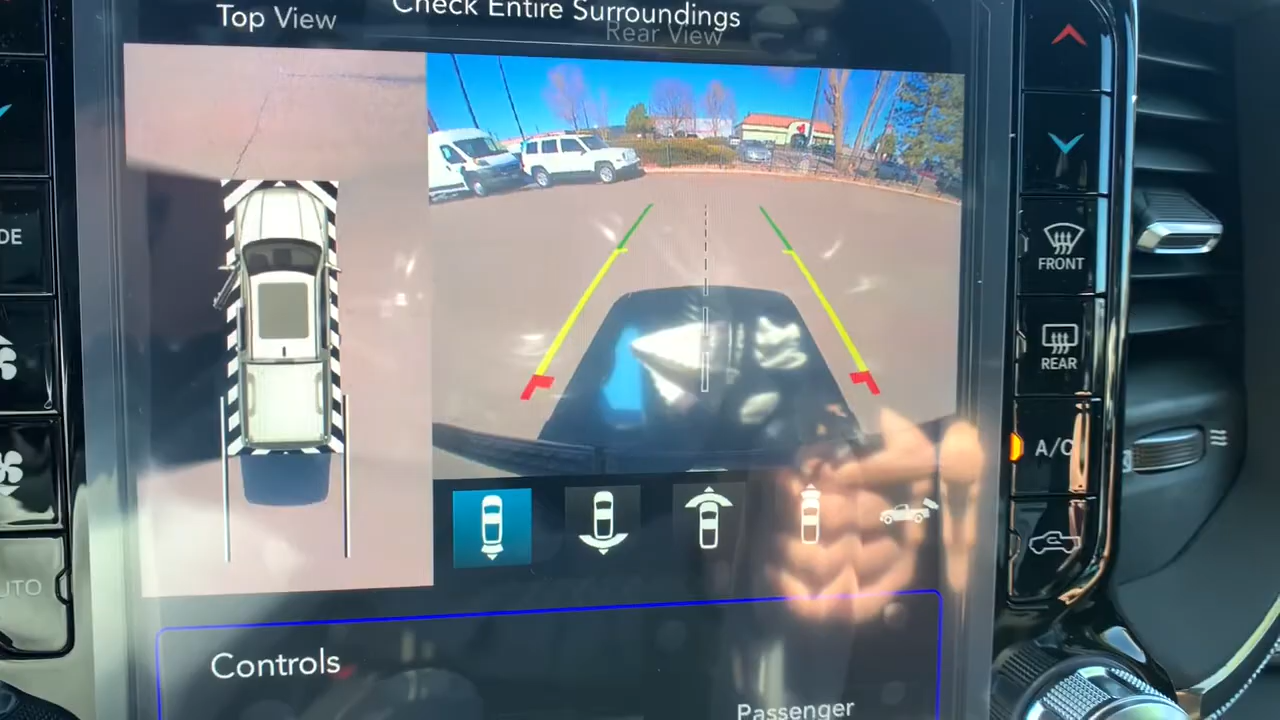 Check Entire Surroundings
Top View
Rear View
DE
FRONT
REAR
A/C
UTO
Controls
Passenger